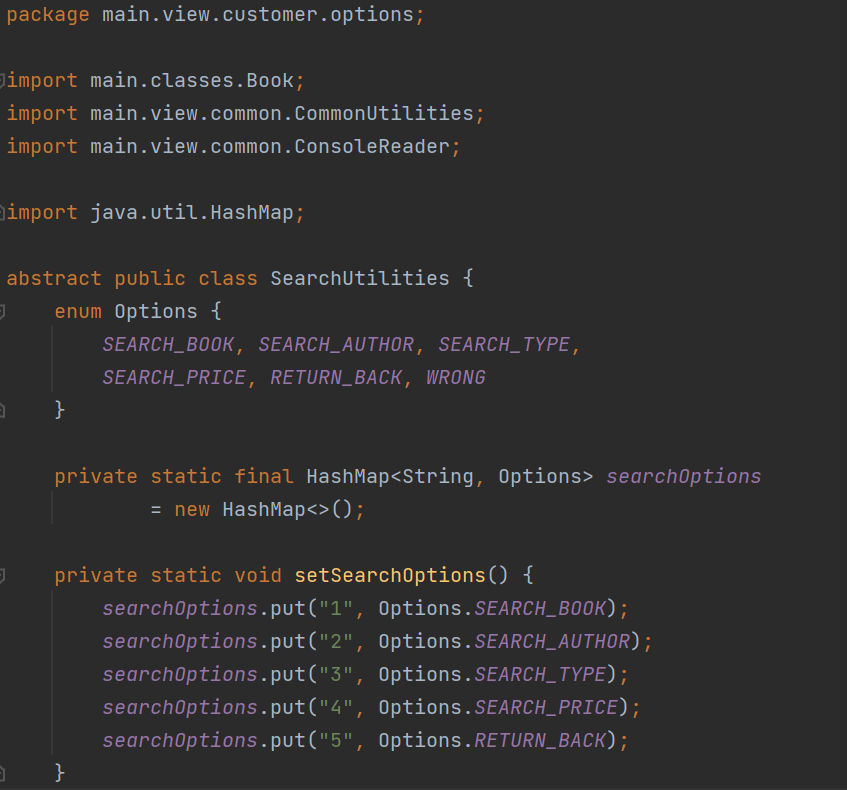 package main.view.customer.options;
import main.classes.Book;
import main.view.common.CommonUtilities;
import main.view.common.ConsoleReader;
import java.util.HashMap;
abstract public class SearchUtilities {
    enum Options {
        SEARCH_BOOK, SEARCH_AUTHOR, SEARCH_TYPE,
        SEARCH_PRICE, RETURN_BACK, WRONG
    }
    private static final HashMap<String, Options> searchOptions
            = new HashMap<>();
    private static void setSearchOptions() {
        searchOptions.put("1", Options.SEARCH_BOOK);
        searchOptions.put("2", Options.SEARCH_AUTHOR);
        searchOptions.put("3", Options.SEARCH_TYPE);
        searchOptions.put("4", Options.SEARCH_PRICE);
        searchOptions.put("5", Options.RETURN_BACK);
    }